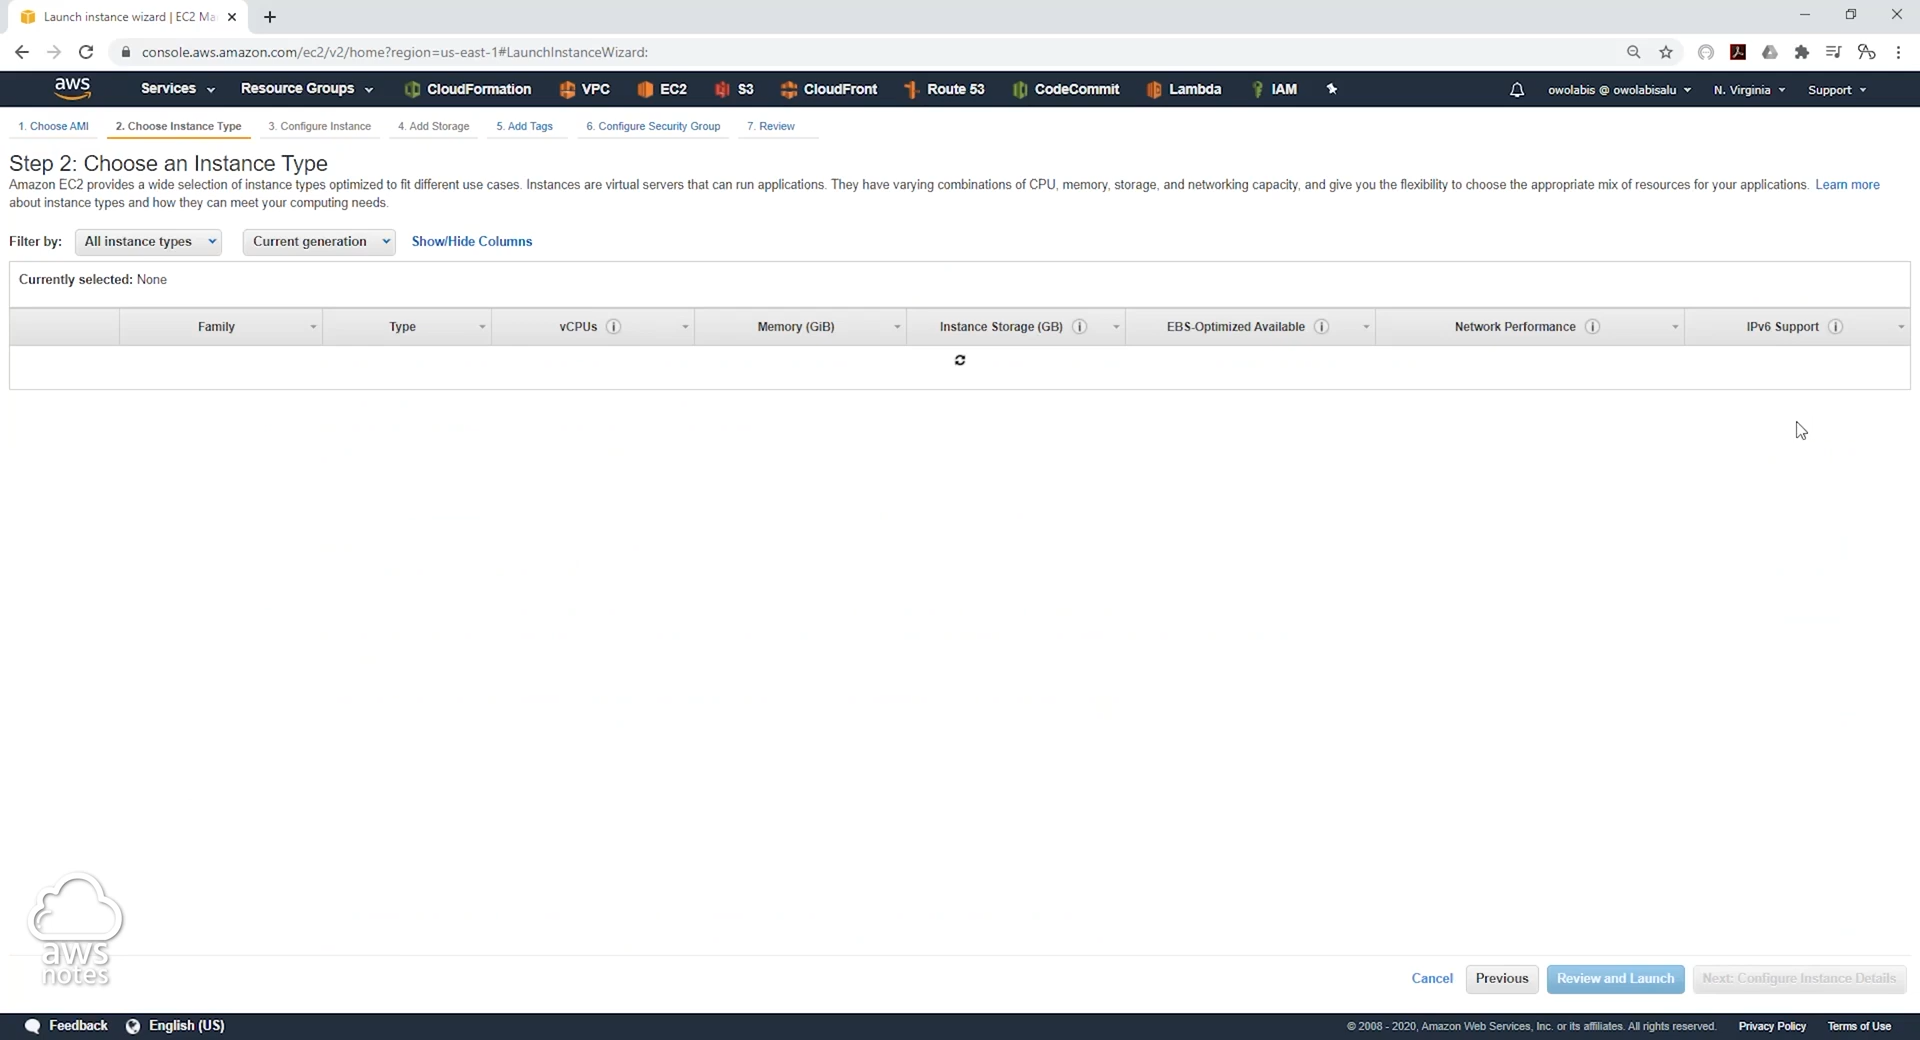 Launch instance wizard | EC2 Ma
console.aws.amazon.com/ec2/v2/home?region=us-east-1#LaunchInstanceWizard:
aws Services Resource Groups CloudFormation VPC EC2 S3 CloudFront Route 53 CodeCommit Lambda IAM owolabis @ owolabisalu N. Virginia Support
1. Choose AMI 2. Choose Instance Type 3. Configure Instance 4. Add Storage 5. Add Tags 6. Configure Security Group 7. Review
Step 2: Choose an Instance Type
Amazon EC2 provides a wide selection of instance types optimized to fit different use cases. Instances are virtual servers that can run applications. They have varying combinations of CPU, memory, storage, and networking capacity, and give you the flexibility to choose the appropriate mix of resources for your applications. Learn more
about instance types and how they can meet your computing needs.
Filter by: All instance types Current generation Show/Hide Columns
Currently selected: None
Family Type vCPUs Memory (GiB) Instance Storage (GB) EBS-Optimized Available Network Performance IPv6 Support
aws
notes
Cancel Previous Review and Launch Next: Configure Instance Details
Feedback English (US) © 2008 - 2020, Amazon Web Services, Inc. or its affiliates. All rights reserved. Privacy Policy Terms of Use